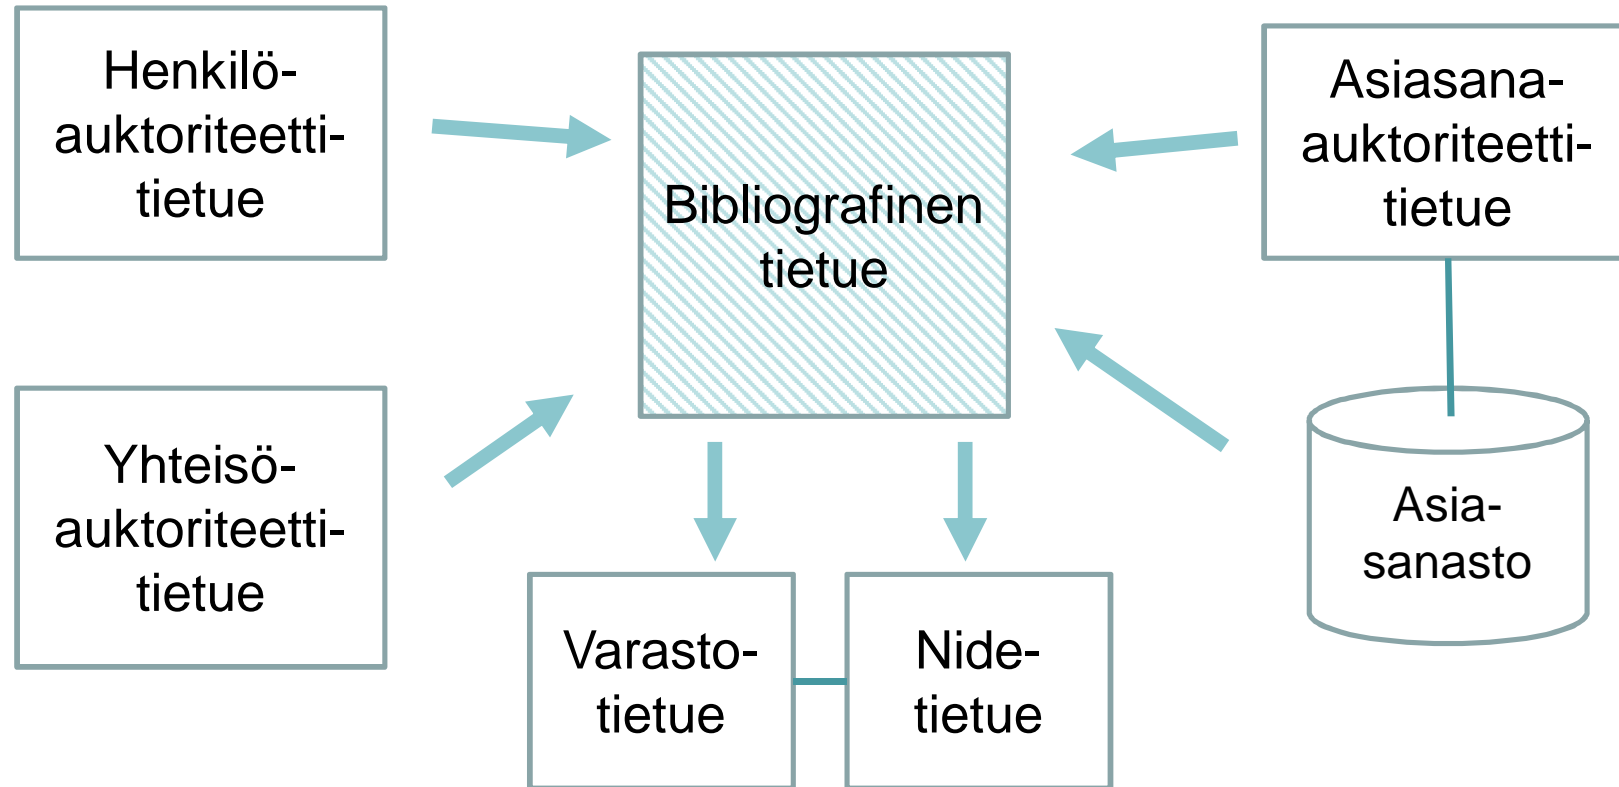 Henkilö-
auktoriteetti-
tietue
Bibliografinen
tietue
Asiasana-
auktoriteetti-
tietue
Yhteisö-
auktoriteetti-
tietue
Varasto-
tietue
Nide-
tietue
Asia-
sanasto